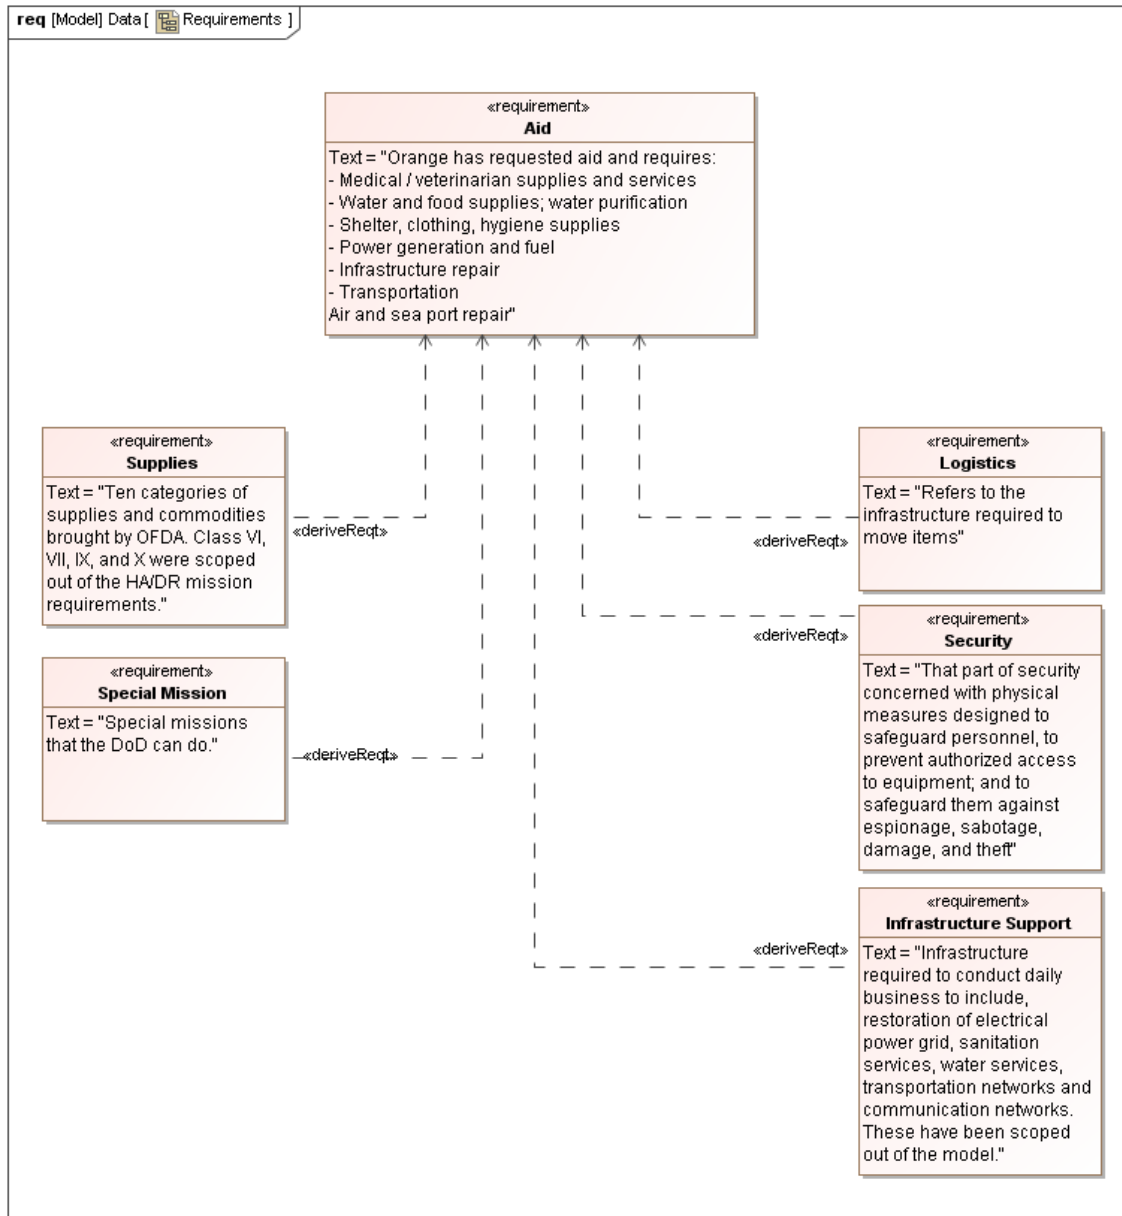 req [Model] Data [ Requirements ]
«requirement»
Aid
Text = "Orange has requested aid and requires:
- Medical / veterinarian supplies and services
- Water and food supplies; water purification
- Shelter, clothing, hygiene supplies
- Power generation and fuel
- Infrastructure repair
- Transportation
Air and sea port repair"
«requirement»
Supplies
Text = "Ten categories of
supplies and commodities
brought by OFDA. Class VI,
VII, IX, and X were scoped
out of the HA/DR mission
requirements."
«deriveReqt»
«requirement»
Special Mission
Text = "Special missions
that the DoD can do."
«deriveReqt»
«requirement»
Logistics
Text = "Refers to the
infrastructure required to
move items"
«deriveReqt»
«requirement»
Security
Text = "That part of security
concerned with physical
measures designed to
safeguard personnel, to
prevent authorized access
to equipment; and to
safeguard them against
espionage, sabotage,
damage, and theft"
«deriveReqt»
«requirement»
Infrastructure Support
Text = "Infrastructure
required to conduct daily
business to include,
restoration of electrical
power grid, sanitation
services, water services,
transportation networks and
communication networks.
These have been scoped
out of the model."
«deriveReqt»